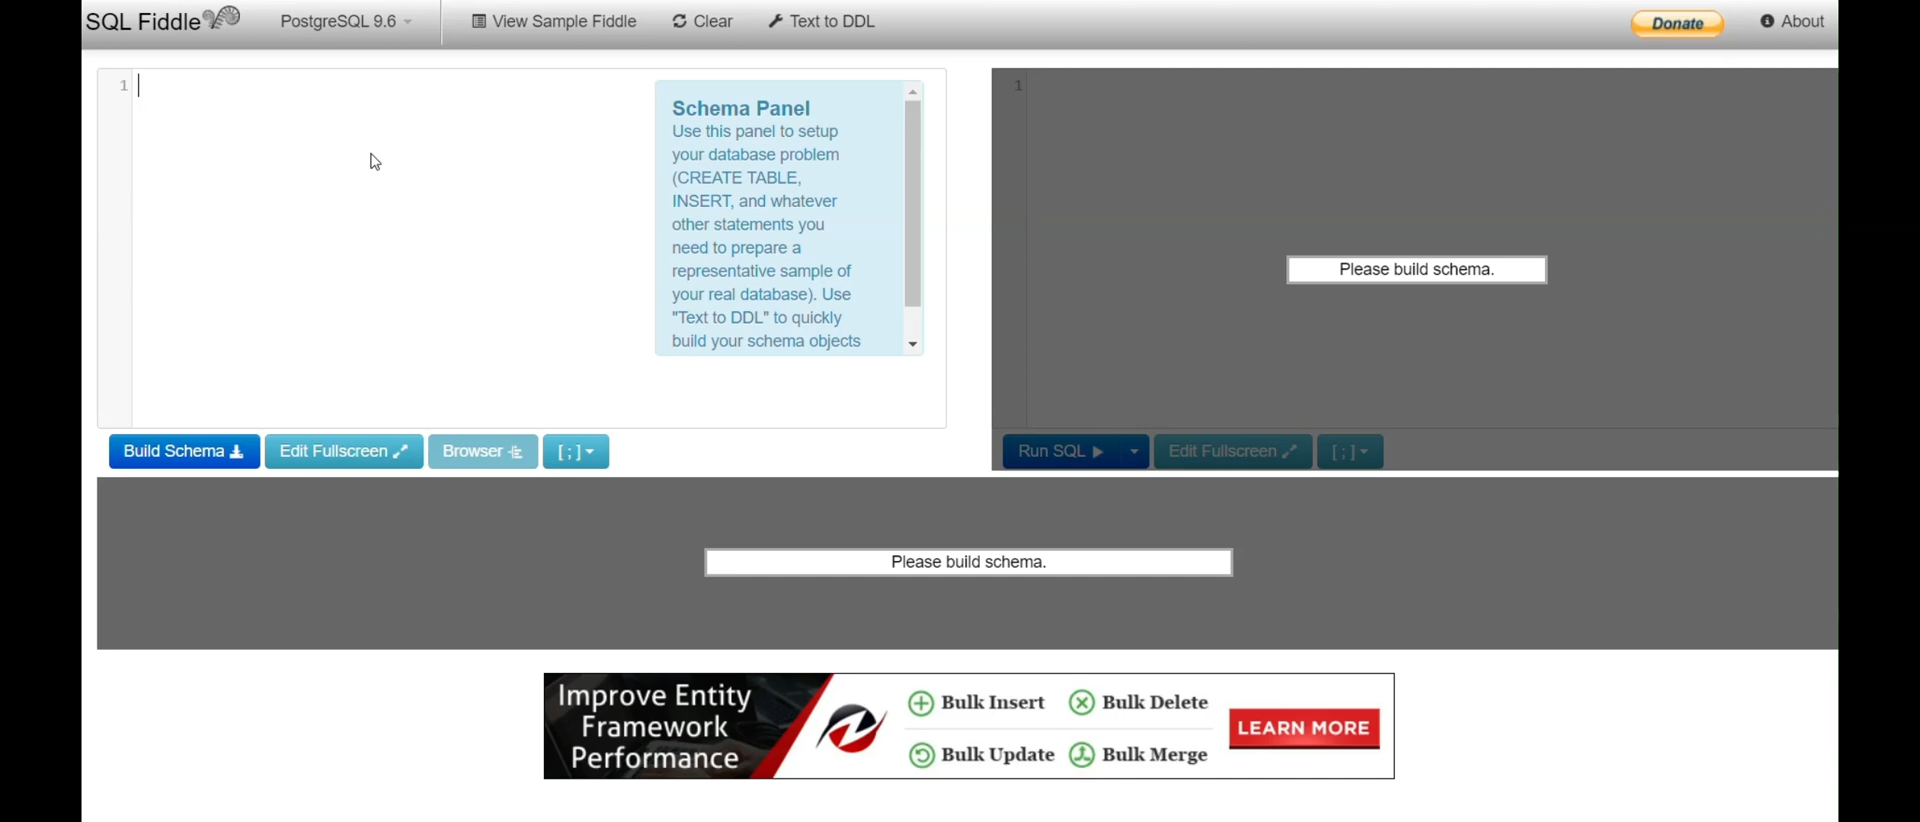 SQL Fiddle
PostgreSQL 9.6
View Sample Fiddle
Clear
Text to DDL
Donate
About
1
Schema Panel
Use this panel to setup
your database problem
(CREATE TABLE,
INSERT, and whatever
other statements you
need to prepare a
representative sample of
your real database). Use
"Text to DDL" to quickly
build your schema objects
1
Please build schema.
Build Schema
Edit Fullscreen
Browser
[ ; ]
Run SQL
Edit Fullscreen
[ ; ]
Please build schema.
Improve Entity
Framework
Performance
Bulk Insert
Bulk Delete
Bulk Update
Bulk Merge
LEARN MORE